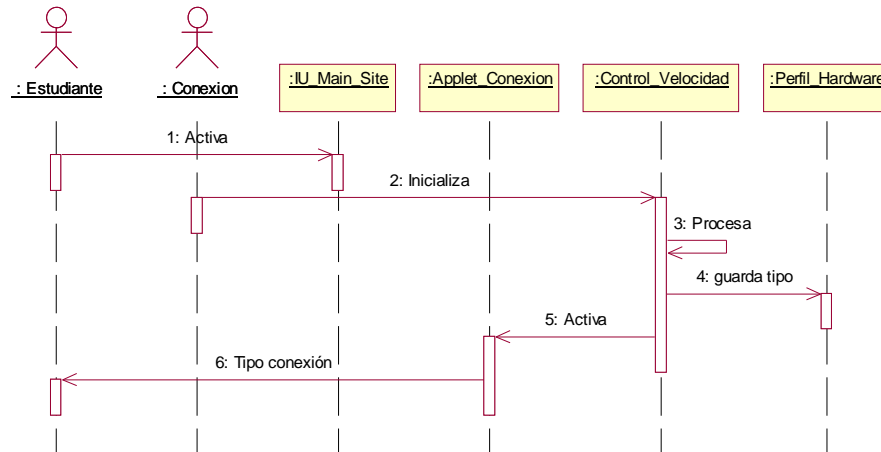 : Estudiante
: Conexion
:IU_Main_Site
:Applet_Conexion
:Control_Velocidad
:Perfil_Hardware
1: Activa
2: Inicializa
3: Procesa
4: guarda tipo
5: Activa
6: Tipo conexión